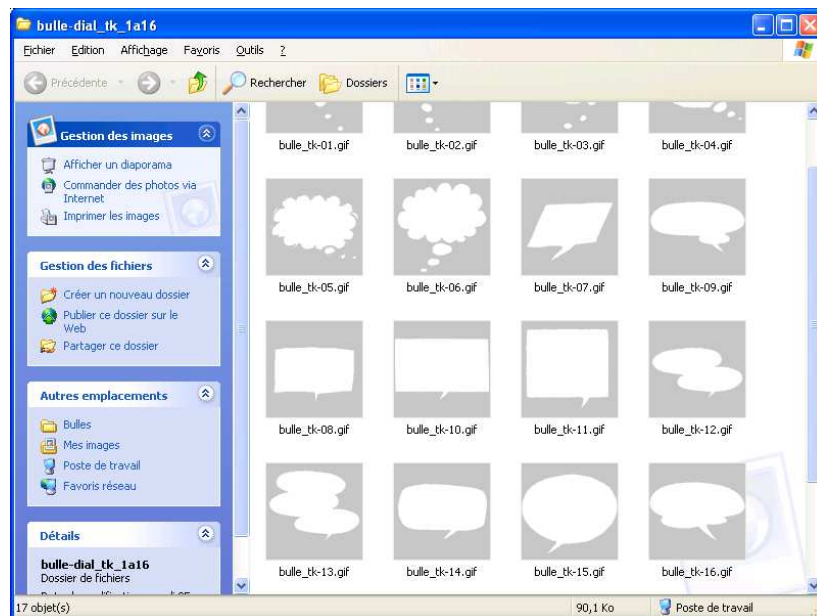 bulle-dial_tk_1a16
Fichier Edition Affichage Favoris Outils ?
Précédente Rechercher Dossiers
Gestion des images
Afficher un diaporama
Commander des photos via
Internet
Imprimer les images
Gestion des fichiers
Créer un nouveau dossier
Publier ce dossier sur le
Web
Partager ce dossier
Autres emplacements
Bulles
Mes images
Poste de travail
Favoris réseau
Détails
bulle-dial_tk_1a16
Dossier de fichiers
bulle_tk-01.gif bulle_tk-02.gif bulle_tk-03.gif bulle_tk-04.gif
bulle_tk-05.gif bulle_tk-06.gif bulle_tk-07.gif bulle_tk-09.gif
bulle_tk-08.gif bulle_tk-10.gif bulle_tk-11.gif bulle_tk-12.gif
bulle_tk-13.gif bulle_tk-14.gif bulle_tk-15.gif bulle_tk-16.gif
17 objet(s) 90,1 Ko Poste de travail